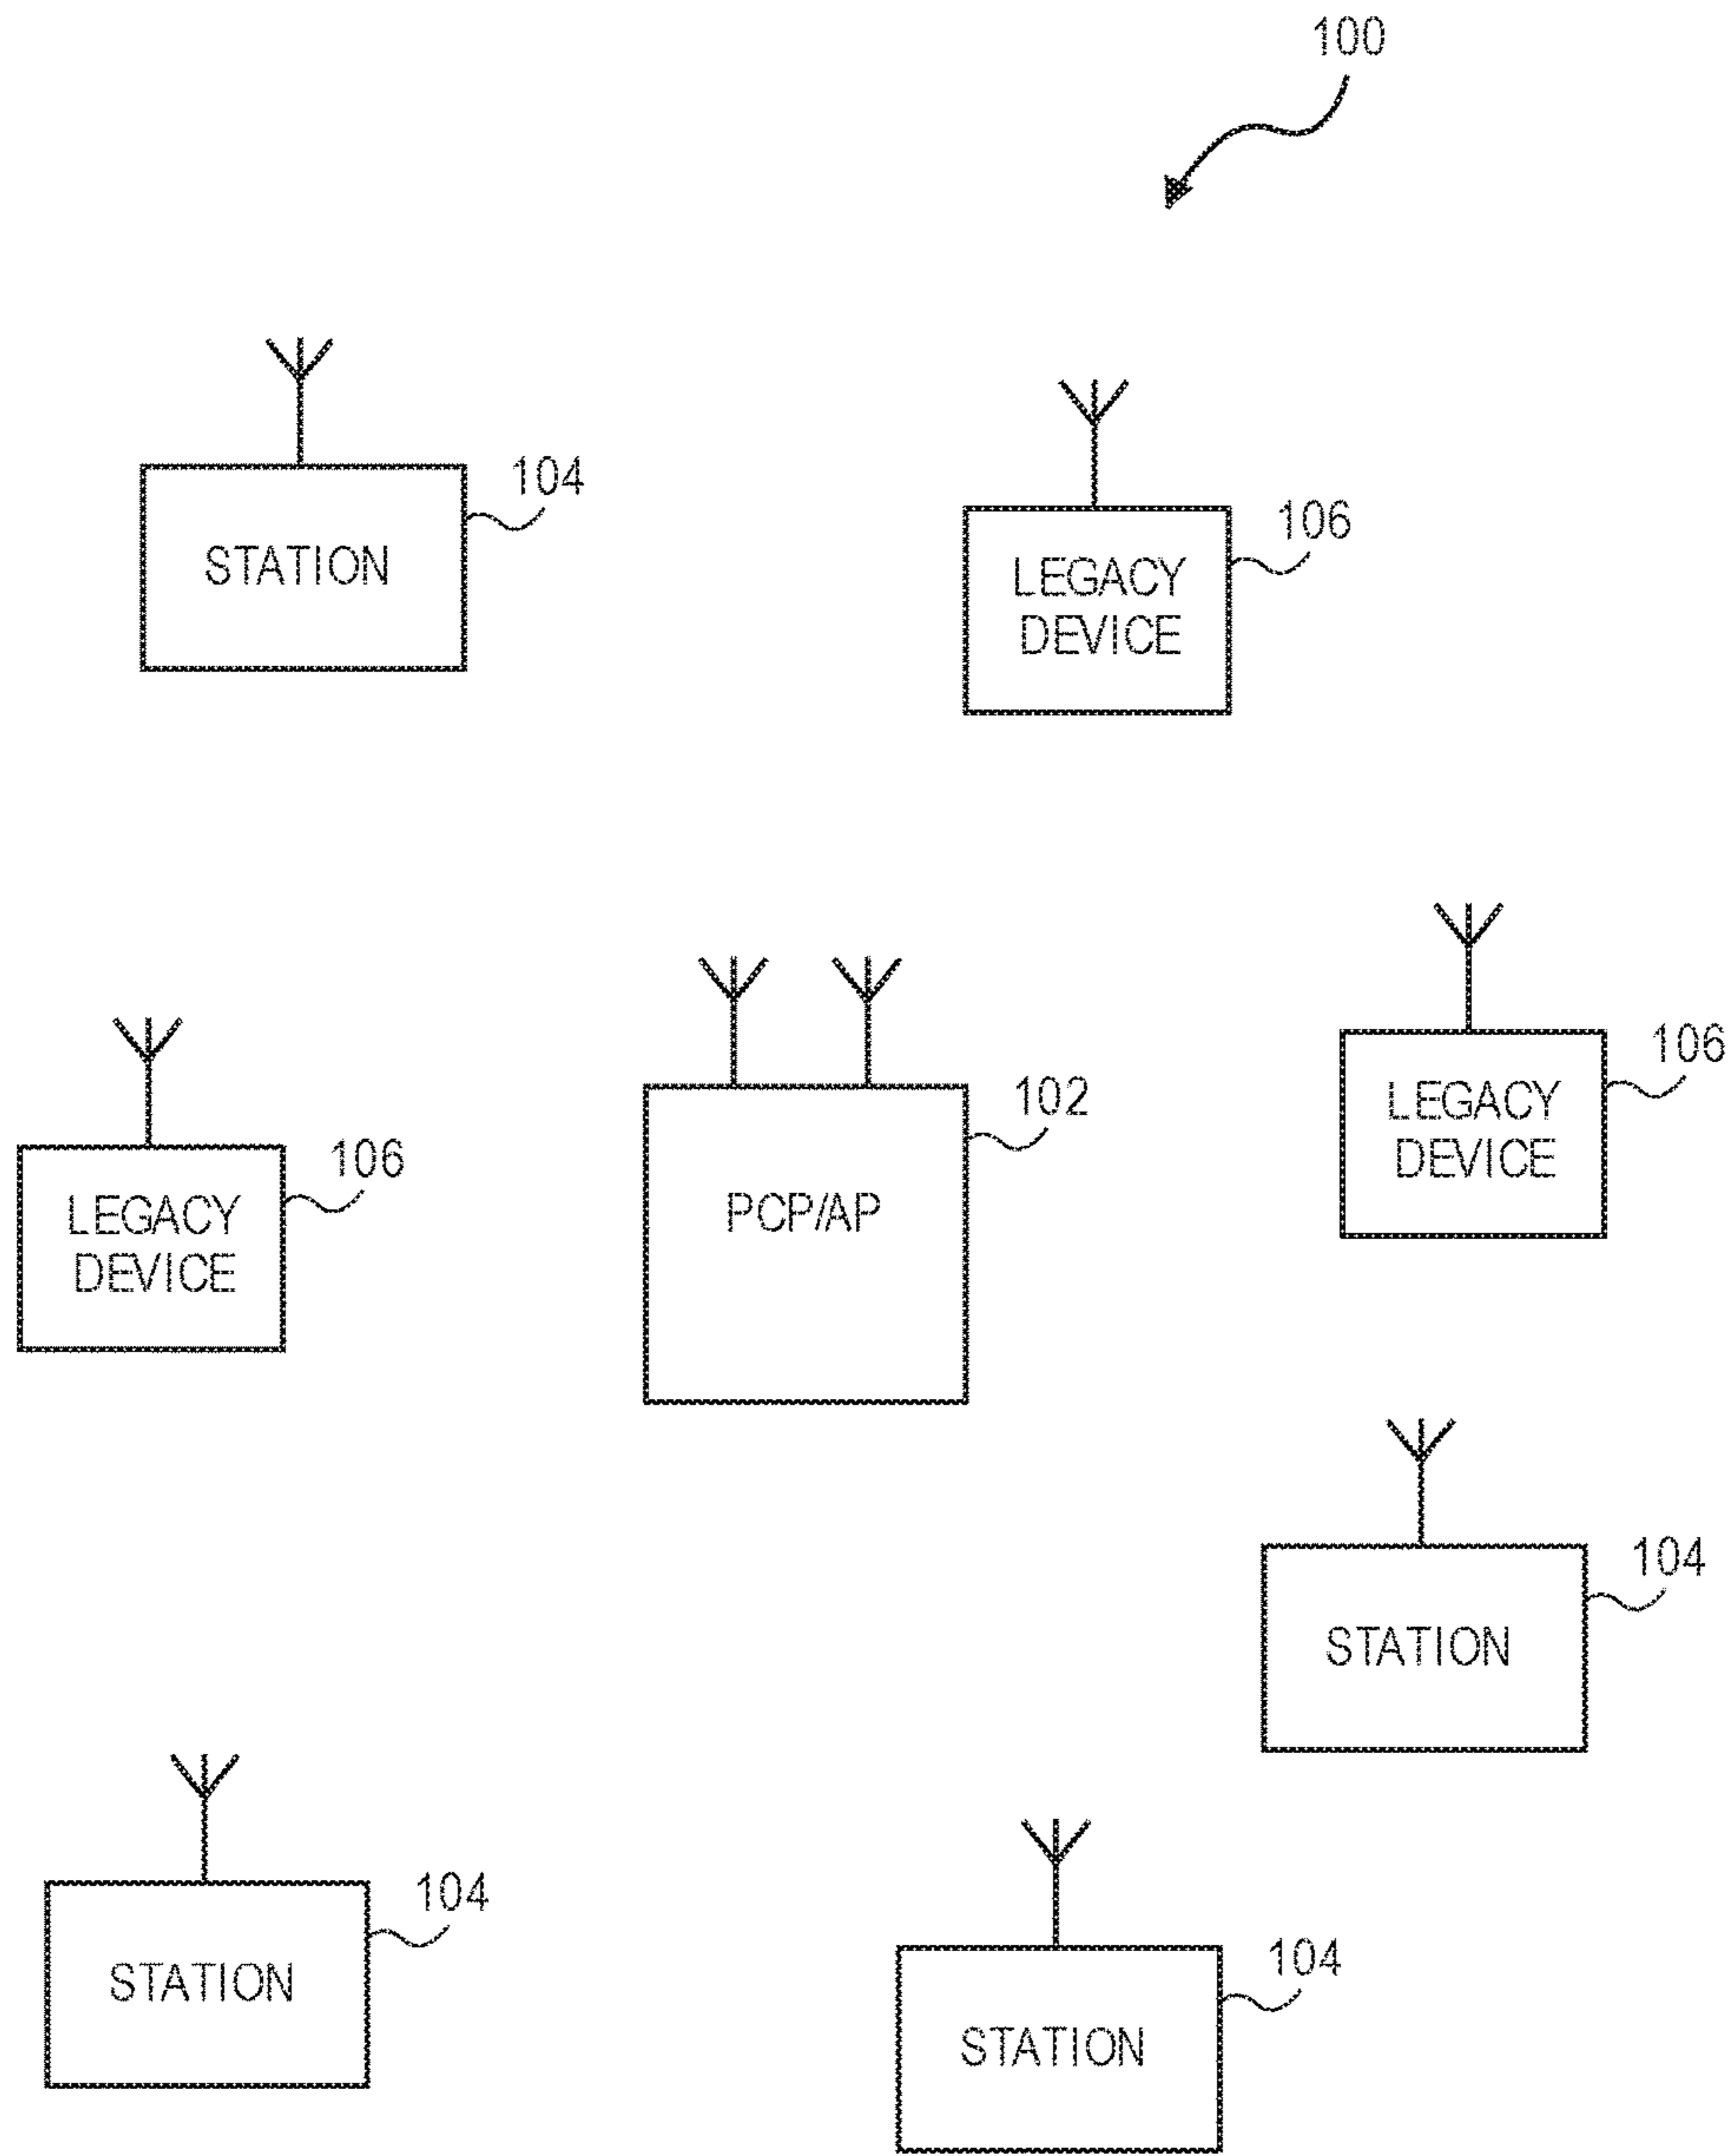 100
104
STATION
106
LEGACY
DEVICE
106
LEGACY
DEVICE
102
PCP/AP
106
LEGACY
DEVICE
104
STATION
104
STATION
104
STATION